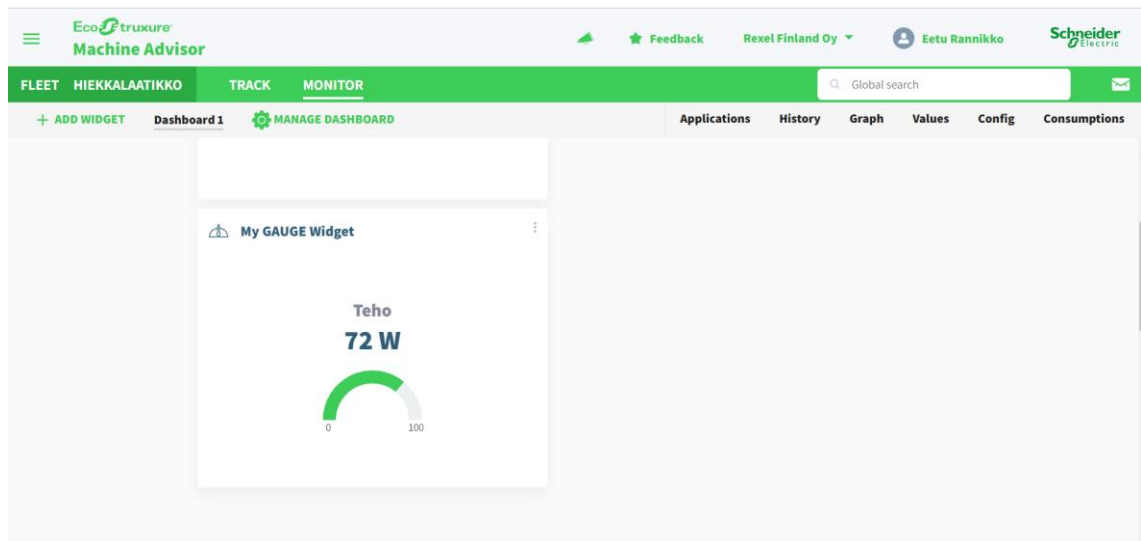 EcoStruxure
Machine Advisor
Feedback
Rexel Finland Oy
Eetu Rannikko
Schneider
Electric
FLEET HIEKKALAATIKKO TRACK MONITOR
Global search
+ ADD WIDGET Dashboard 1 MANAGE DASHBOARD
Applications History Graph Values Config Consumptions
My GAUGE Widget
Teho
72 W
0 100